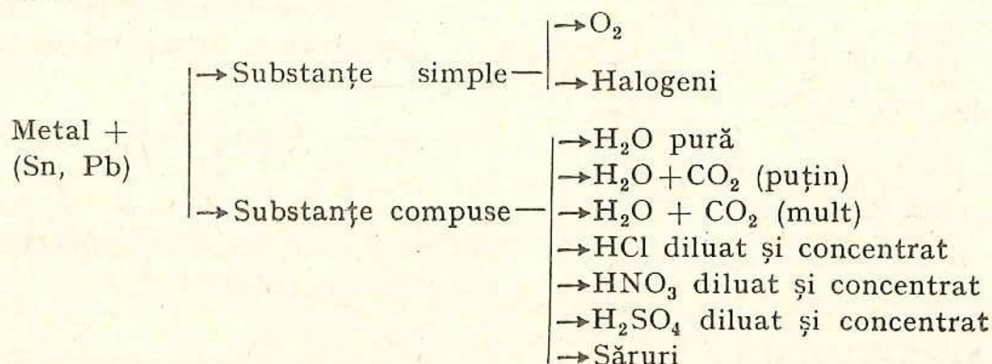 →O₂
→Substanțe simple—
→Halogeni
Metal +
(Sn, Pb)
→H₂O pură
→H₂O+CO₂ (puțin)
→Substanțe compuse—
→H₂O + CO₂ (mult)
→HCl diluat și concentrat
→HNO₃ diluat și concentrat
→H₂SO₄ diluat și concentrat
→Săruri